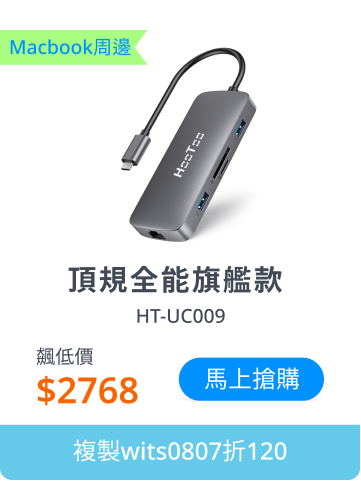 Macbook周邊
HooToo
頂規全能旗艦款
HT-UC009
飆低價
$2768
馬上搶購
複製wits0807折120